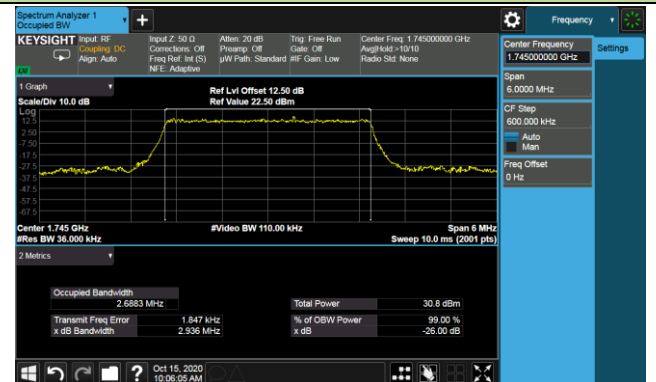 Spectrum Analyzer 1
Occupied BW
Frequency
KEYSIGHT
Input: RF
Coupling: DC
Align: Auto
Input Z: 50 Ω
Corrections: Off
Freq Ref: Int (S)
NFE: Adaptive
Atten: 20 dB
Preamp: Off
µW Path: Standard
Trig: Free Run
Gate: Off
#IF Gain: Low
Center Freq: 1.745000000 GHz
Avg|Hold:>10/10
Radio Std: None
Center Frequency
1.745000000 GHz
Settings
Span
6.0000 MHz
CF Step
600.000 kHz
Auto
Man
Freq Offset
0 Hz
1 Graph
Scale/Div 10.0 dB
Ref Lvl Offset 12.50 dB
Ref Value 22.50 dBm
Log
12.5
2.50
-7.50
-17.5
-27.5
-37.5
-47.5
-57.5
-67.5
Center 1.745 GHz
#Video BW 110.00 kHz
Span 6 MHz
#Res BW 36.000 kHz
Sweep 10.0 ms (2001 pts)
2 Metrics
Occupied Bandwidth
2.6883 MHz
Total Power 30.8 dBm
Transmit Freq Error 1.847 kHz
% of OBW Power 99.00 %
x dB Bandwidth 2.936 MHz
x dB -26.00 dB
?
Oct 15, 2020
10:06:05 AM